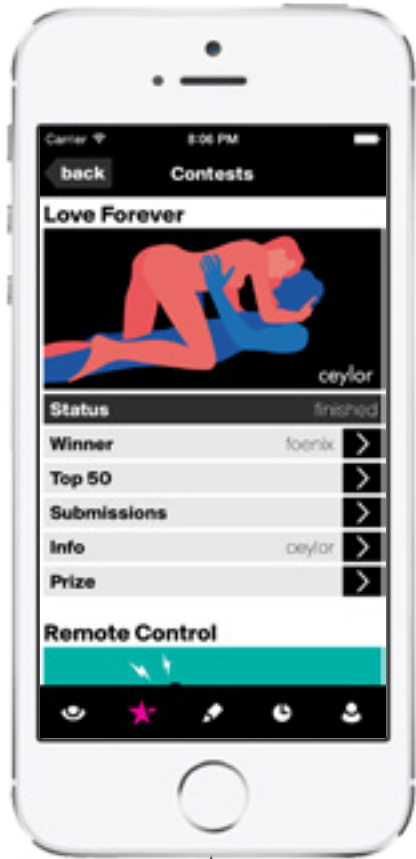 Carrier 8:06 PM
back Contests
Love Forever
ceylor
Status finished
Winner foenix
Top 50
Submissions
Info ceylor
Prize
Remote Control